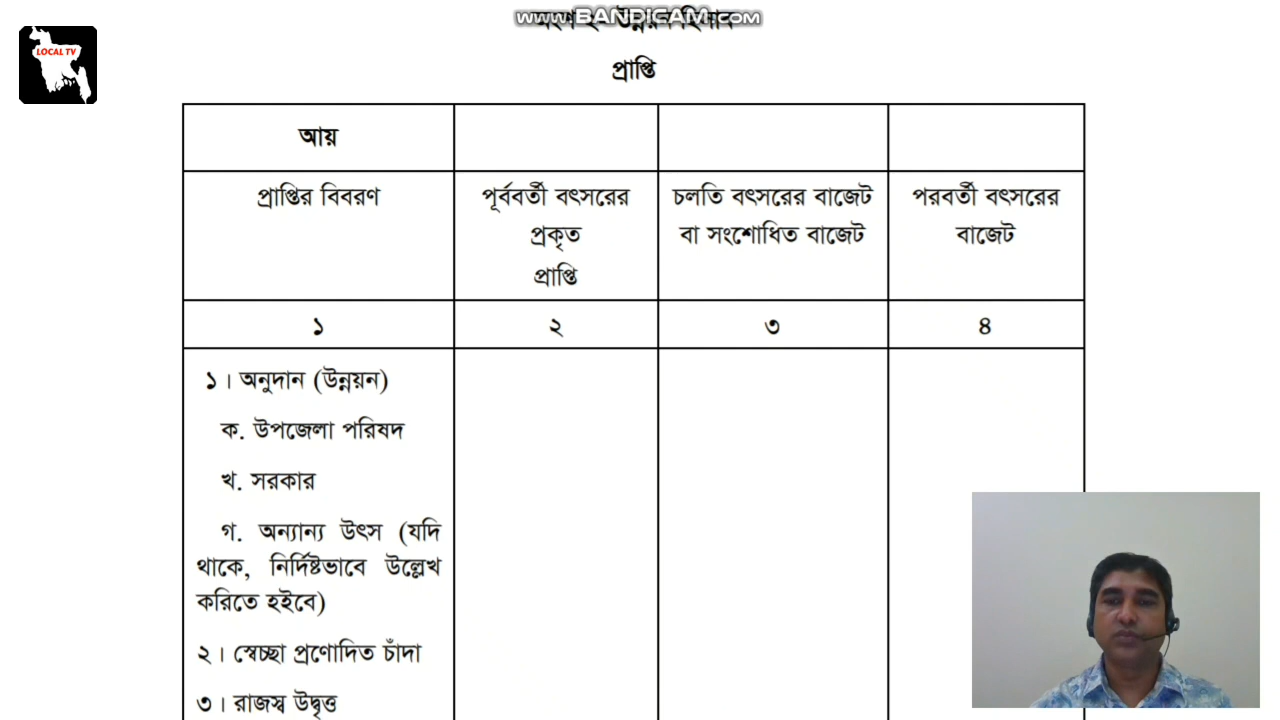 www.BANDICAM.com
LOCAL TV
প্রাপ্তি
আয়
প্রাপ্তির বিবরণ
পূর্ববর্তী বৎসরের
প্রকৃত
প্রাপ্তি
চলতি বৎসরের বাজেট
বা সংশোধিত বাজেট
পরবর্তী বৎসরের
বাজেট
১
২
৩
৪
১। অনুদান (উন্নয়ন)
ক. উপজেলা পরিষদ
খ. সরকার
গ. অন্যান্য উৎস (যদি
থাকে, নির্দিষ্টভাবে উল্লেখ
করিতে হইবে)
২। স্বেচ্ছা প্রণোদিত চাঁদা
৩। রাজস্ব উদ্বৃত্ত